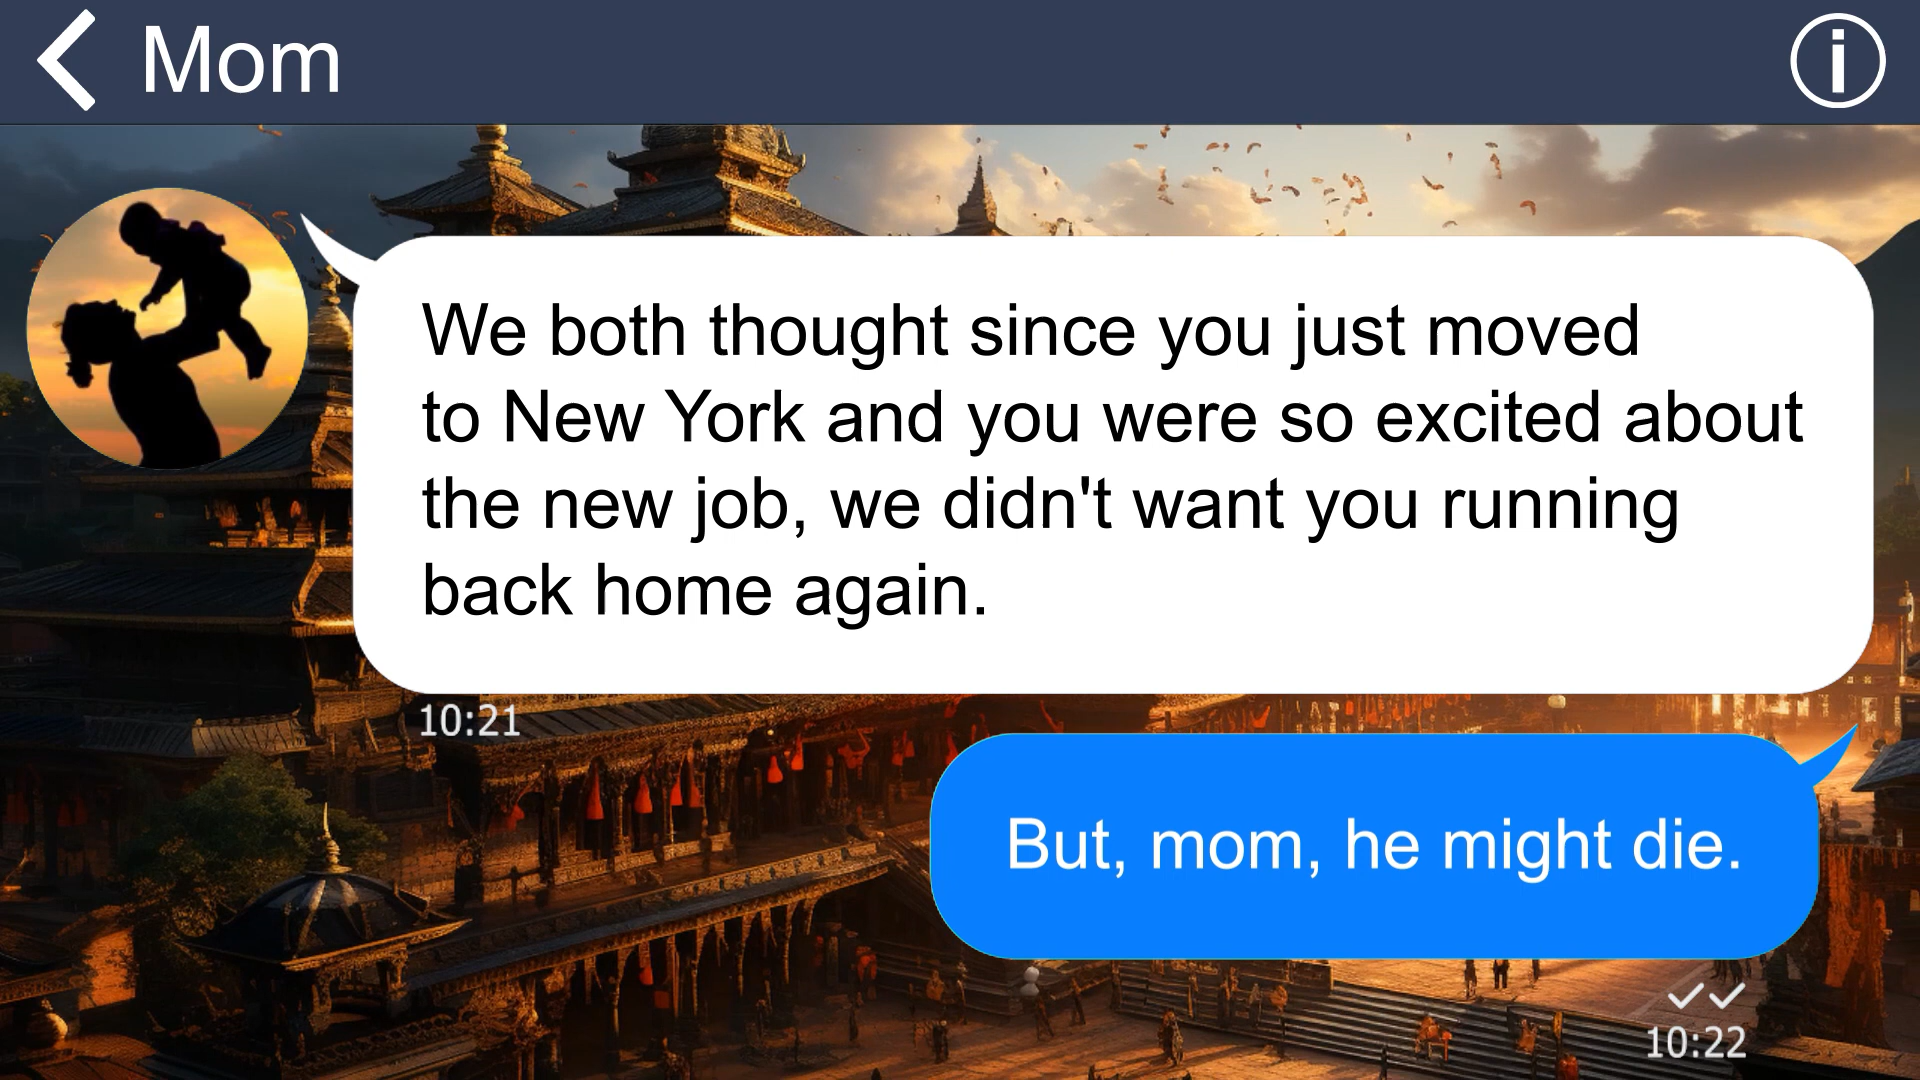 Mom
We both thought since you just moved
to New York and you were so excited about
the new job, we didn't want you running
back home again.
10:21
But, mom, he might die.
10:22